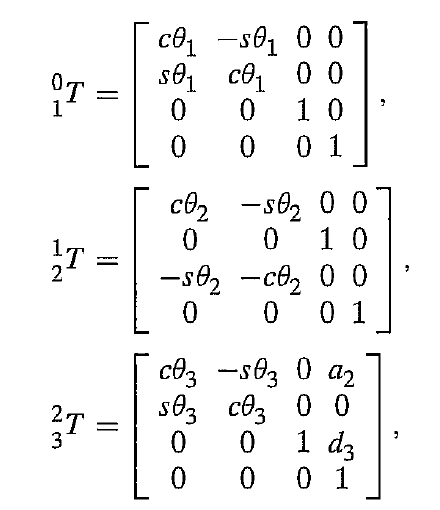 ⁰₁T = [ cθ₁ −sθ₁ 0 0
sθ₁ cθ₁ 0 0
0 0 1 0
0 0 0 1 ] ,
¹₂T = [ cθ₂ −sθ₂ 0 0
0 0 1 0
−sθ₂ −cθ₂ 0 0
0 0 0 1 ] ,
²₃T = [ cθ₃ −sθ₃ 0 a₂
sθ₃ cθ₃ 0 0
0 0 1 d₃
0 0 0 1 ] ,